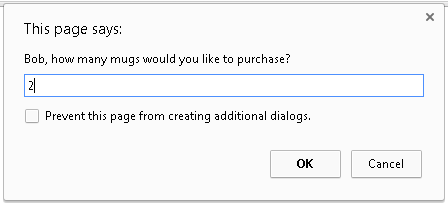 This page says:
Bob, how many mugs would you like to purchase?
2
Prevent this page from creating additional dialogs.
OK Cancel